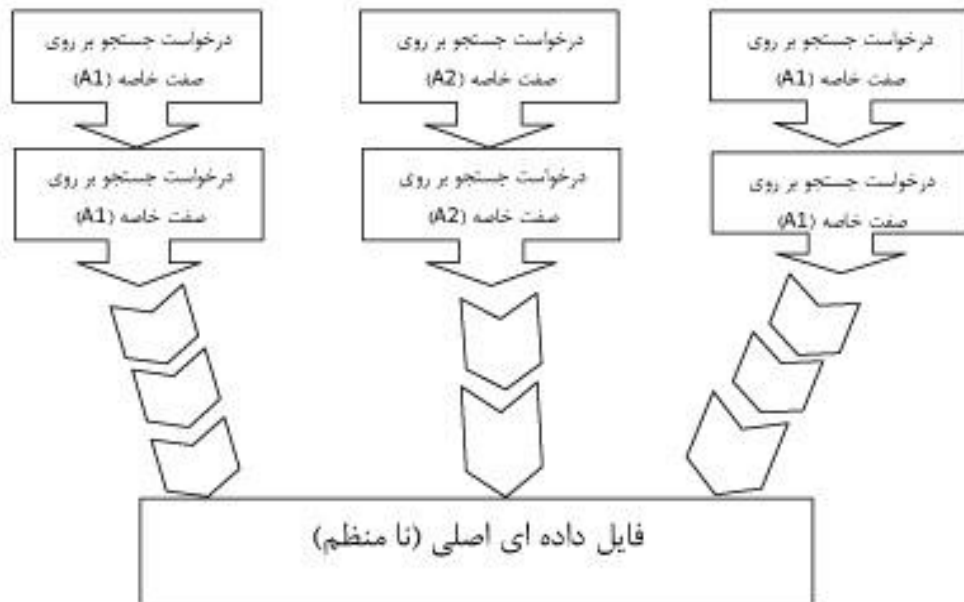 درخواست جستجو بر روی
صفت خاصه (A1)
درخواست جستجو بر روی
صفت خاصه (A2)
درخواست جستجو بر روی
صفت خاصه (A1)
درخواست جستجو بر روی
صفت خاصه (A1)
درخواست جستجو بر روی
صفت خاصه (A2)
درخواست جستجو بر روی
صفت خاصه (A1)
فایل داده ای اصلی (نا منظم)